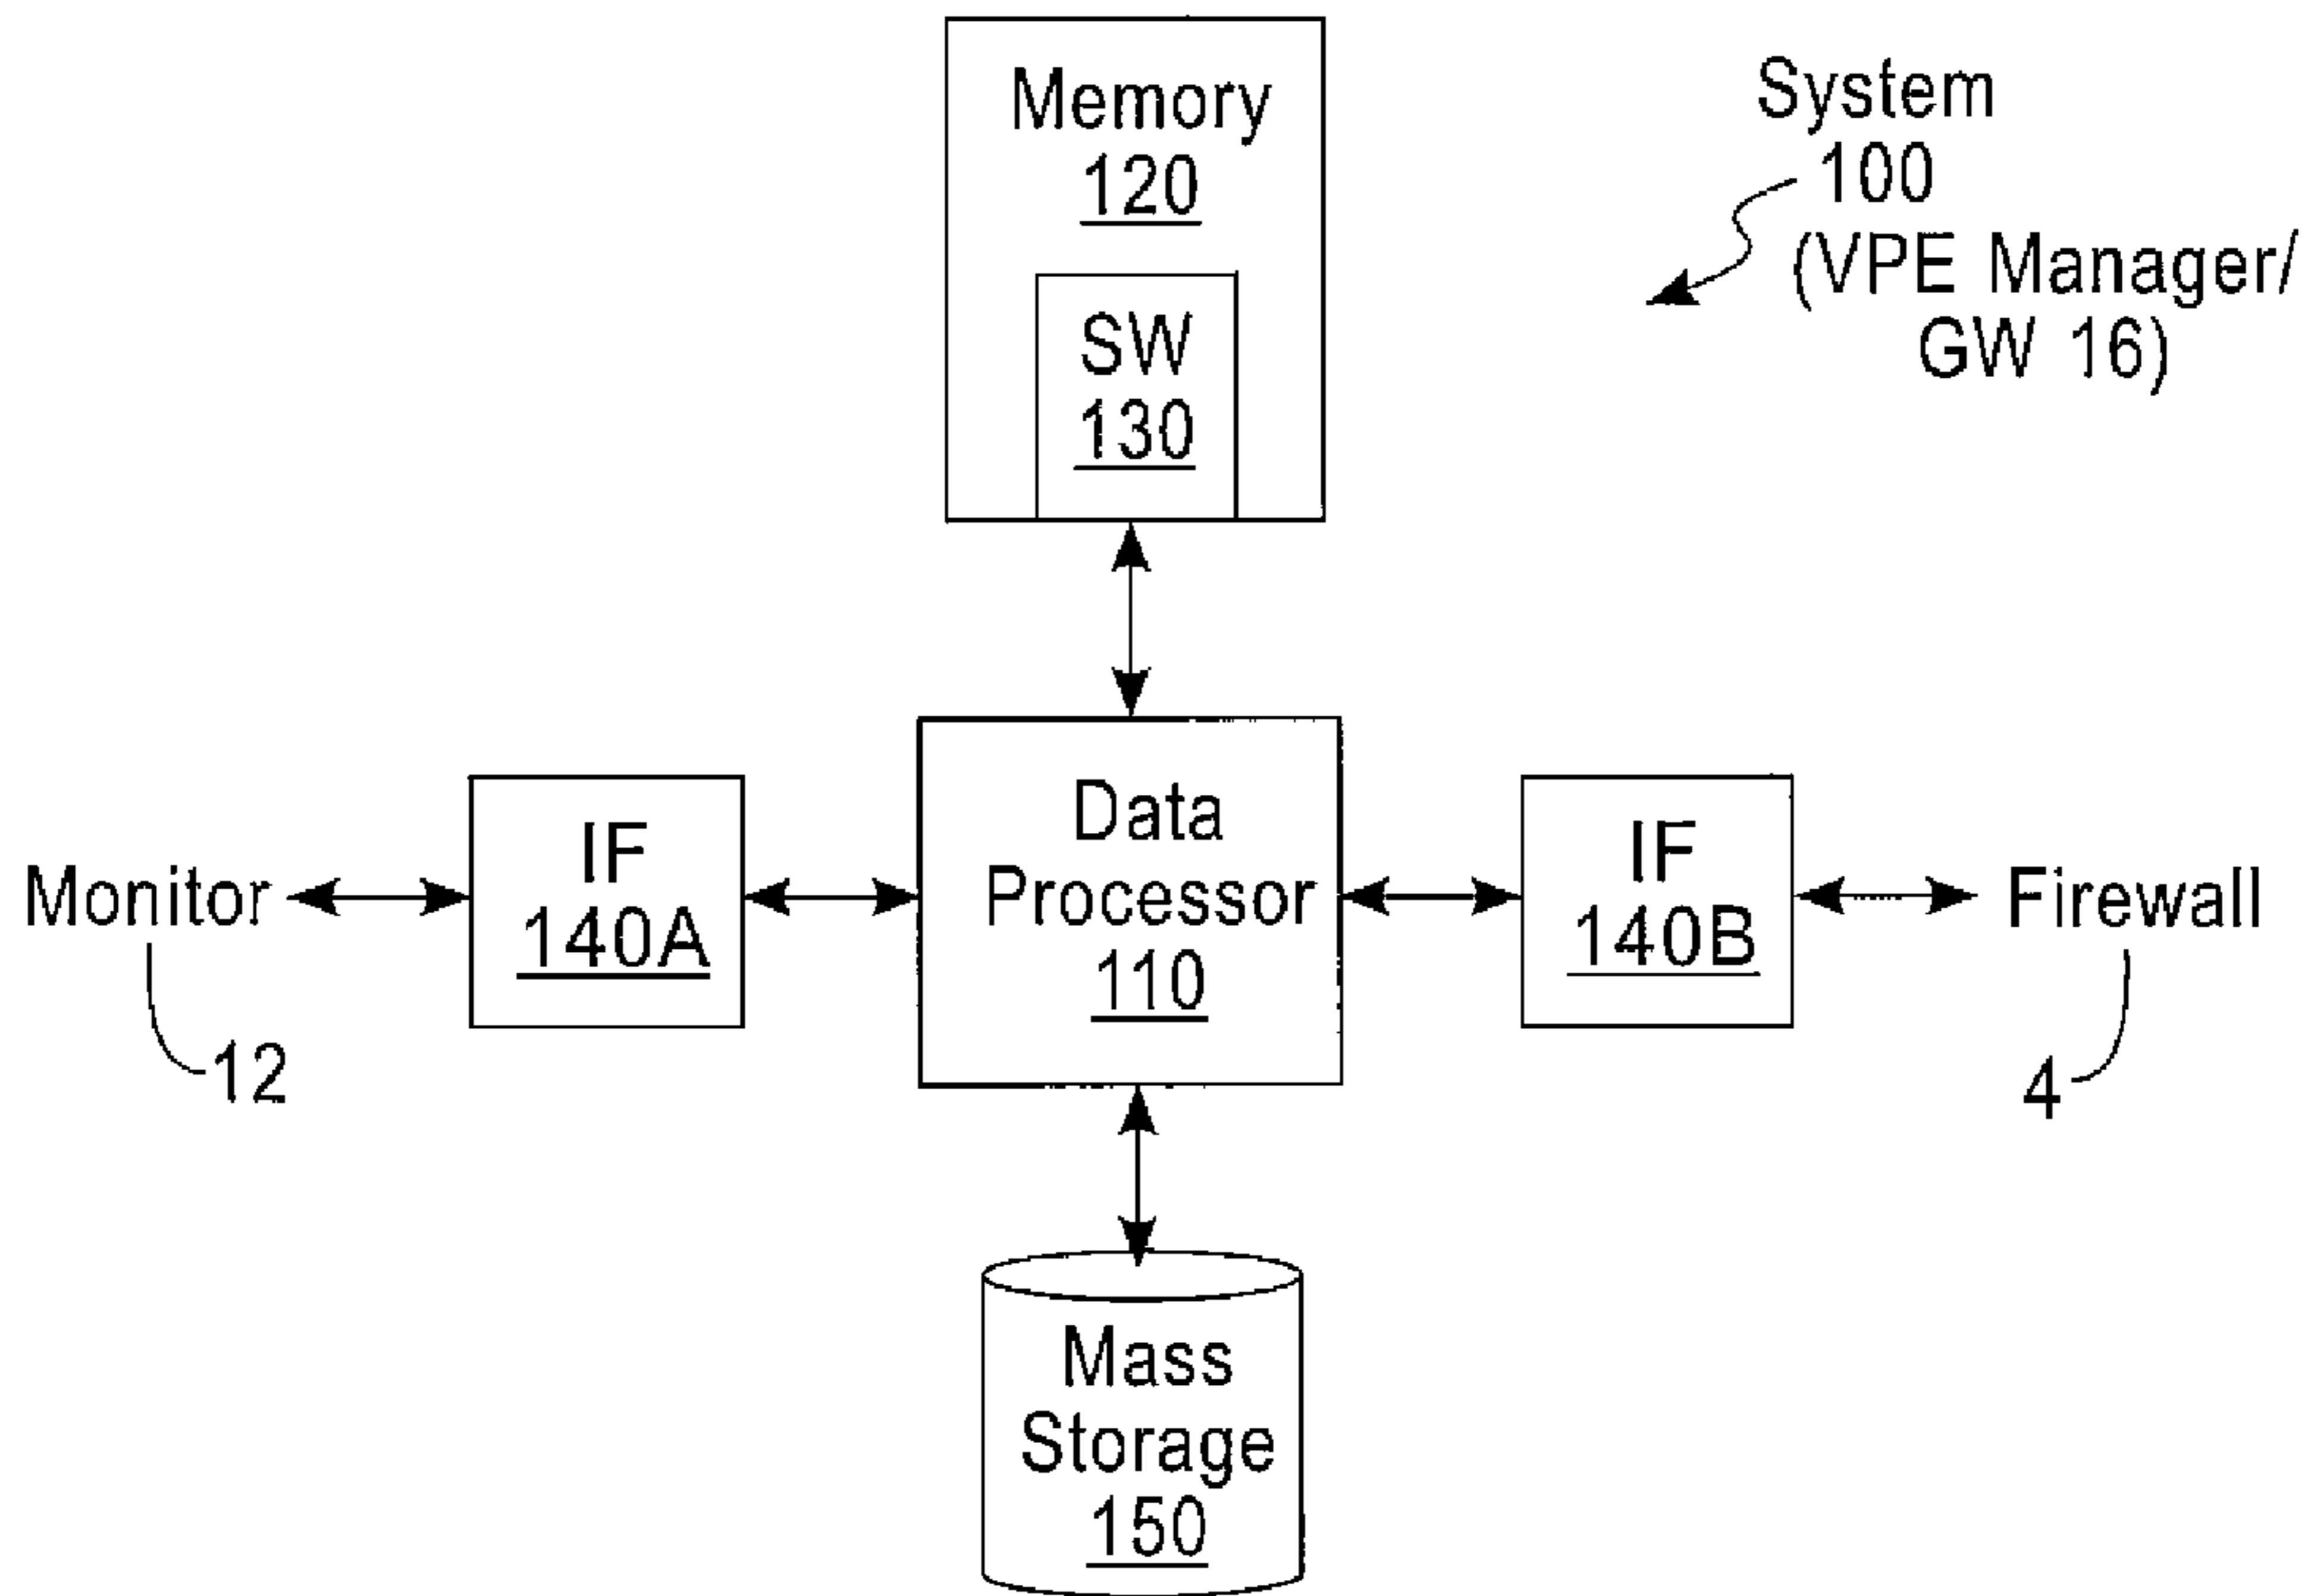 Memory
120
SW
130
System
100
(VPE Manager/
GW 16)
Monitor
12
IF
140A
Data
Processor
110
IF
140B
Firewall
4
Mass
Storage
150